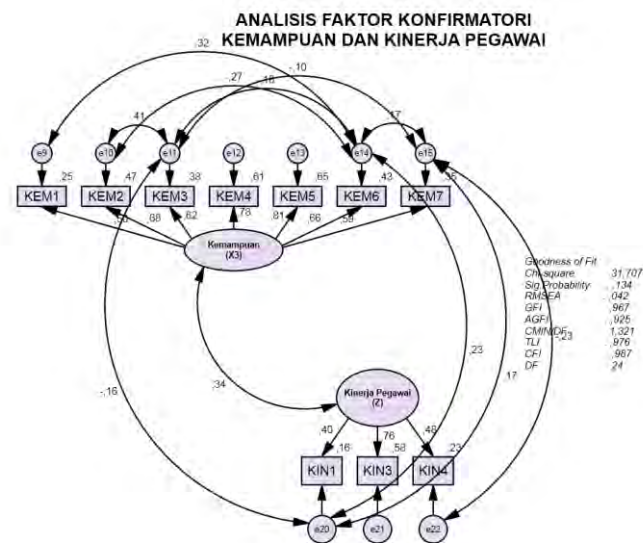 ANALISIS FAKTOR KONFIRMATORI
KEMAMPUAN DAN KINERJA PEGAWAI
,32
-,10
,18
-,27
,41
,17
e9
e10
e11
e12
e13
e14
e15
,25
,47
,38
,61
,65
,43
,35
KEM1
KEM2
KEM3
KEM4
KEM5
KEM6
KEM7
,68
,62
,78
,81
,66
,59
Kemampuan
(X3)
Goodness of Fit
Chi-square 31,707
Sig.Probability ,134
RMSEA ,042
GFI ,967
AGFI ,925
CMIN/DF 1,321
TLI ,976
CFI ,987
DF 24
-,23
,23
,17
,34
-,16
Kinerja Pegawai
(Z)
,40
,76
,48
,16
,58
,23
KIN1
KIN3
KIN4
e20
e21
e22